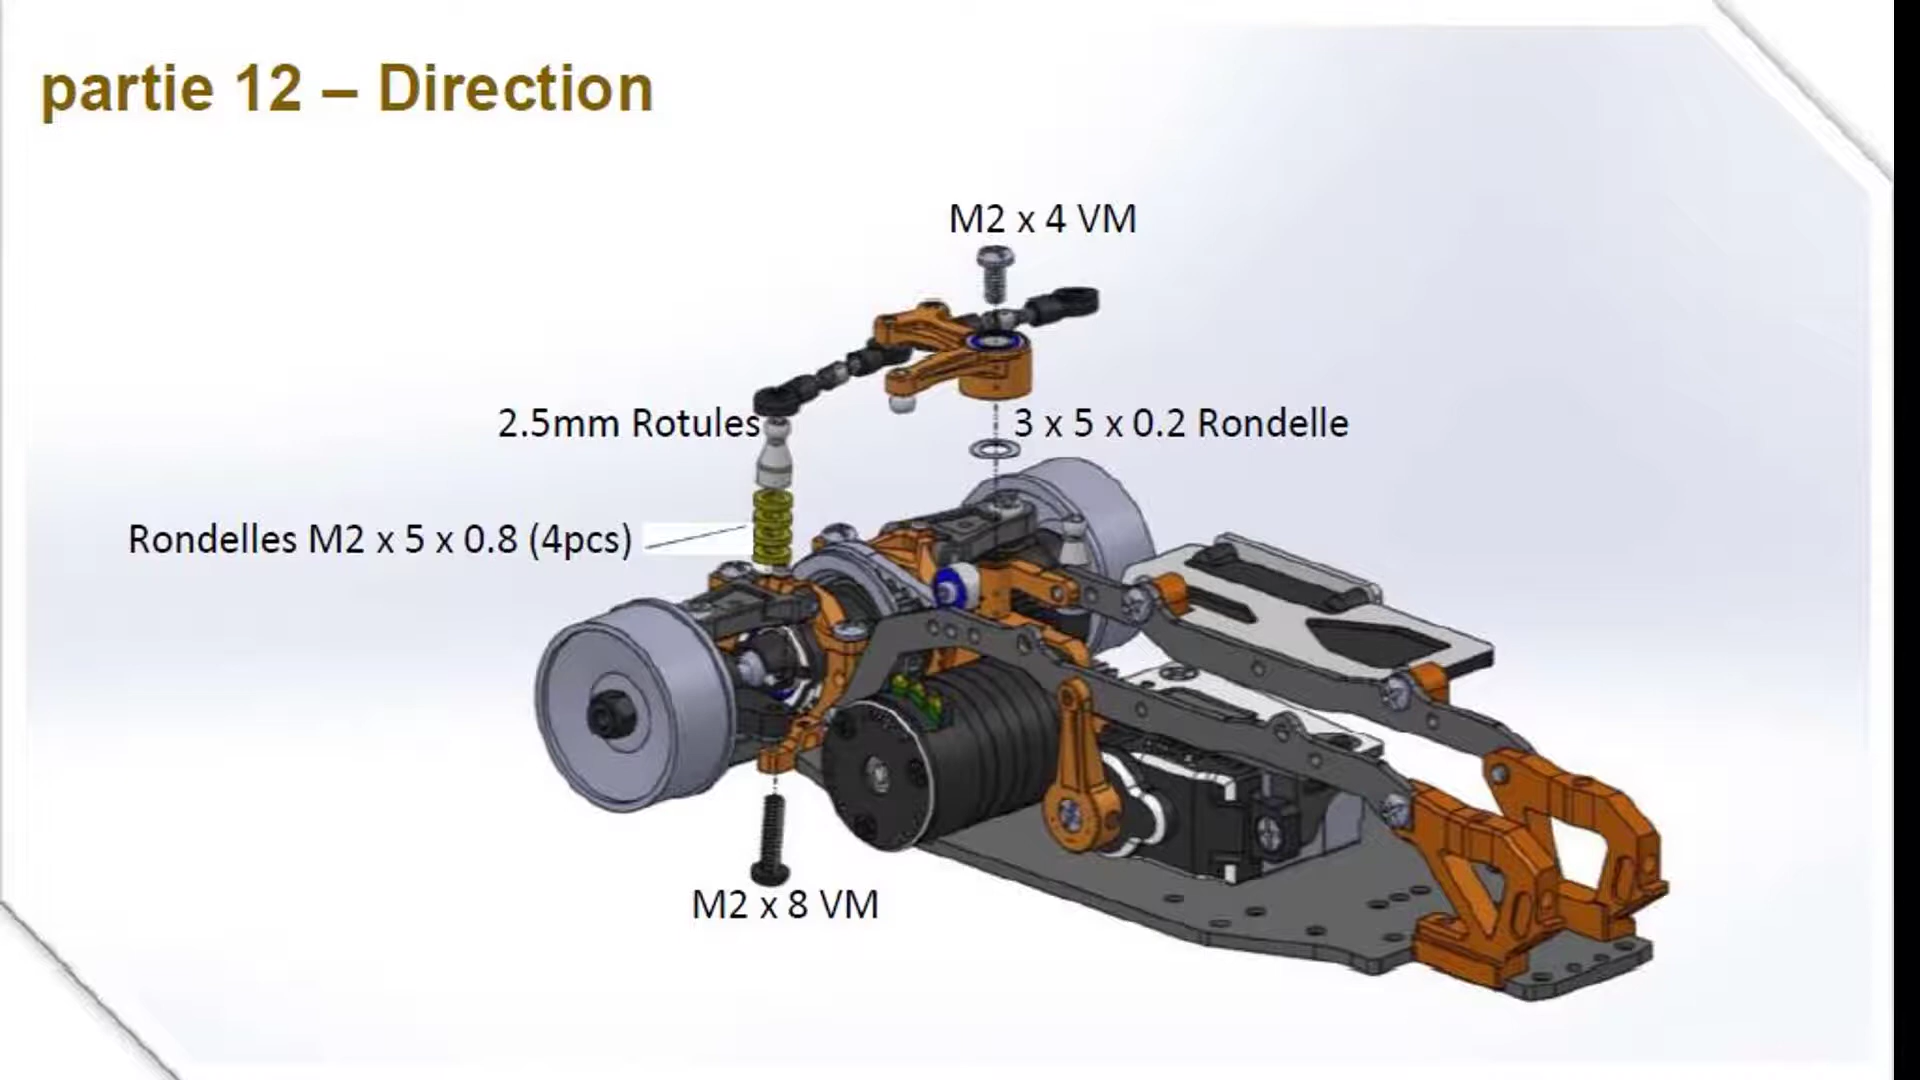 partie 12 – Direction
M2 x 4 VM
2.5mm Rotules
3 x 5 x 0.2 Rondelle
Rondelles M2 x 5 x 0.8 (4pcs)
M2 x 8 VM